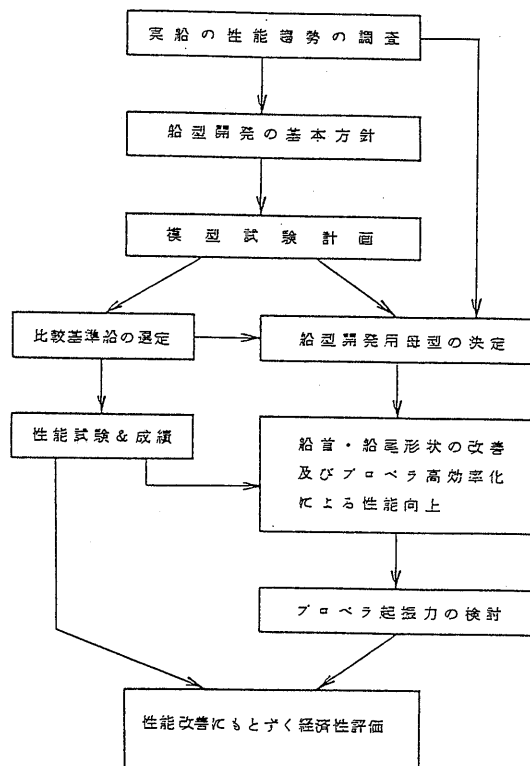 実船の性能趨勢の調査
船型開発の基本方針
模型試験計画
比較基準船の選定
船型開発用母型の決定
性能試験&成績
船首・船尾形状の改善
及びプロペラ高効率化
による性能向上
プロペラ起振力の検討
性能改善にもとずく経済性評価